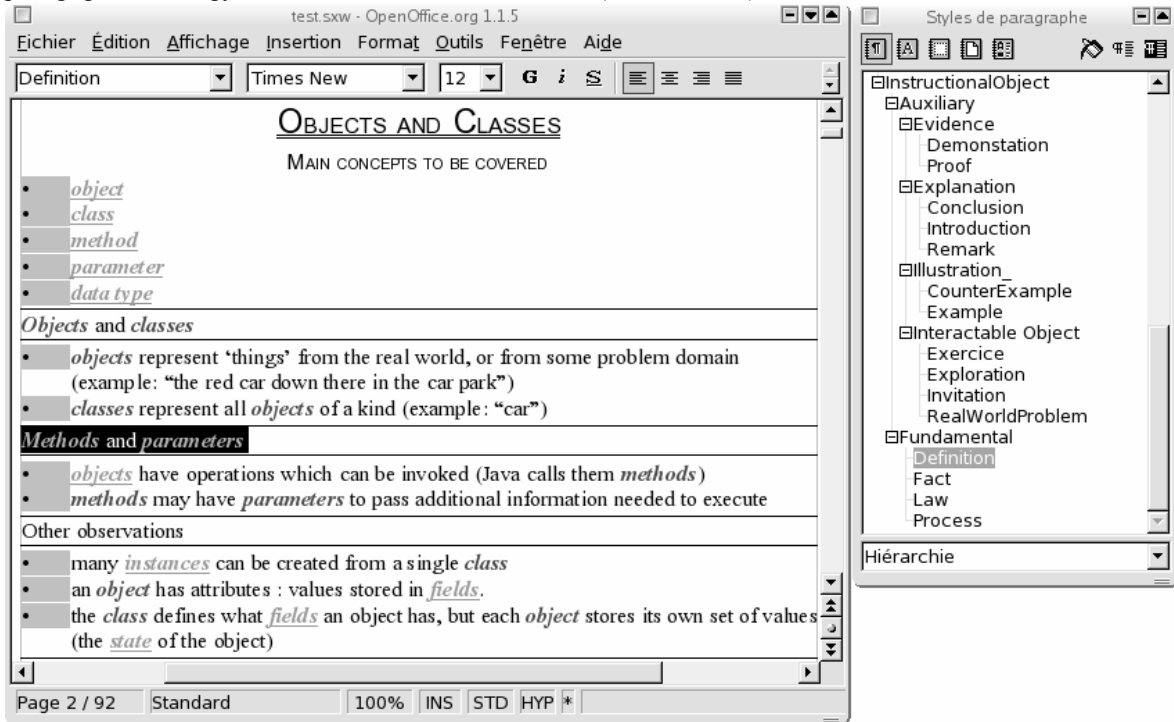 test.sxw - OpenOffice.org 1.1.5
Fichier Édition Affichage Insertion Format Outils Fenêtre Aide
Definition Times New 12 G i S
OBJECTS AND CLASSES
MAIN CONCEPTS TO BE COVERED
• object
• class
• method
• parameter
• data type
Objects and classes
• objects represent ‘things’ from the real world, or from some problem domain
(example: “the red car down there in the car park”)
• classes represent all objects of a kind (example: “car”)
Methods and parameters
• objects have operations which can be invoked (Java calls them methods)
• methods may have parameters to pass additional information needed to execute
Other observations
• many instances can be created from a single class
• an object has attributes : values stored in fields.
• the class defines what fields an object has, but each object stores its own set of values
(the state of the object)
Page 2 / 92 Standard 100% INS STD HYP *
Styles de paragraphe
InstructionalObject
Auxiliary
Evidence
Demonstation
Proof
Explanation
Conclusion
Introduction
Remark
Illustration_
CounterExample
Example
Interactable Object
Exercice
Exploration
Invitation
RealWorldProblem
Fundamental
Definition
Fact
Law
Process
Hiérarchie